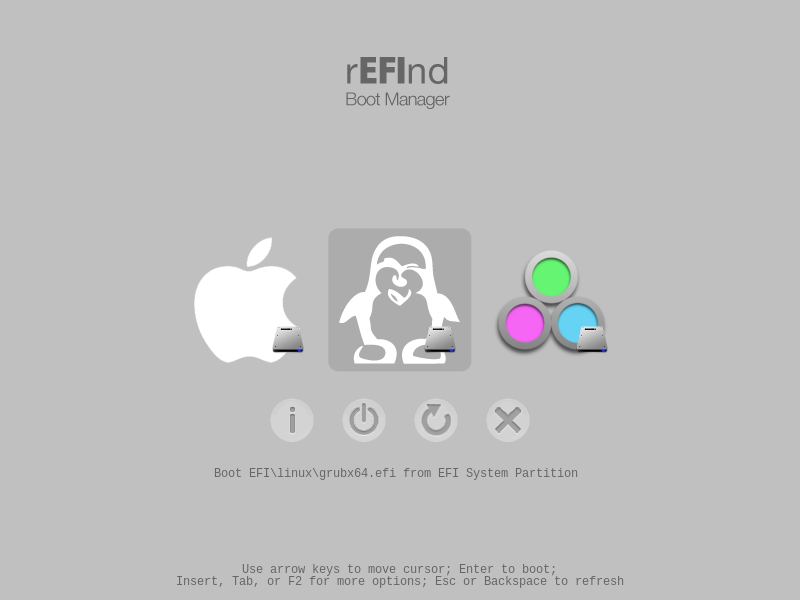 rEFInd
Boot Manager
Boot EFI\linux\grubx64.efi from EFI System Partition
Use arrow keys to move cursor; Enter to boot;
Insert, Tab, or F2 for more options; Esc or Backspace to refresh